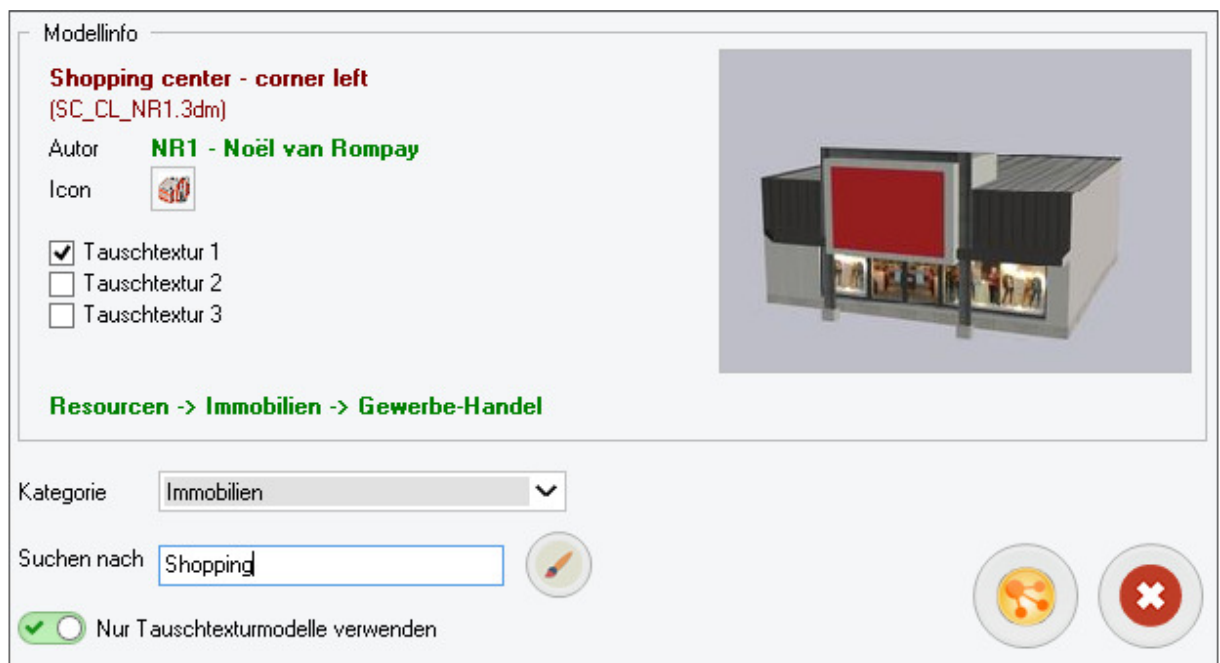 Modellinfo
Shopping center - corner left
(SC_CL_NR1.3dm)
Autor NR1 - Noël van Rompay
Icon
Tauschtextur 1
Tauschtextur 2
Tauschtextur 3
Resourcen -> Immobilien -> Gewerbe-Handel
Kategorie Immobilien
Suchen nach Shopping
Nur Tauschtexturmodelle verwenden